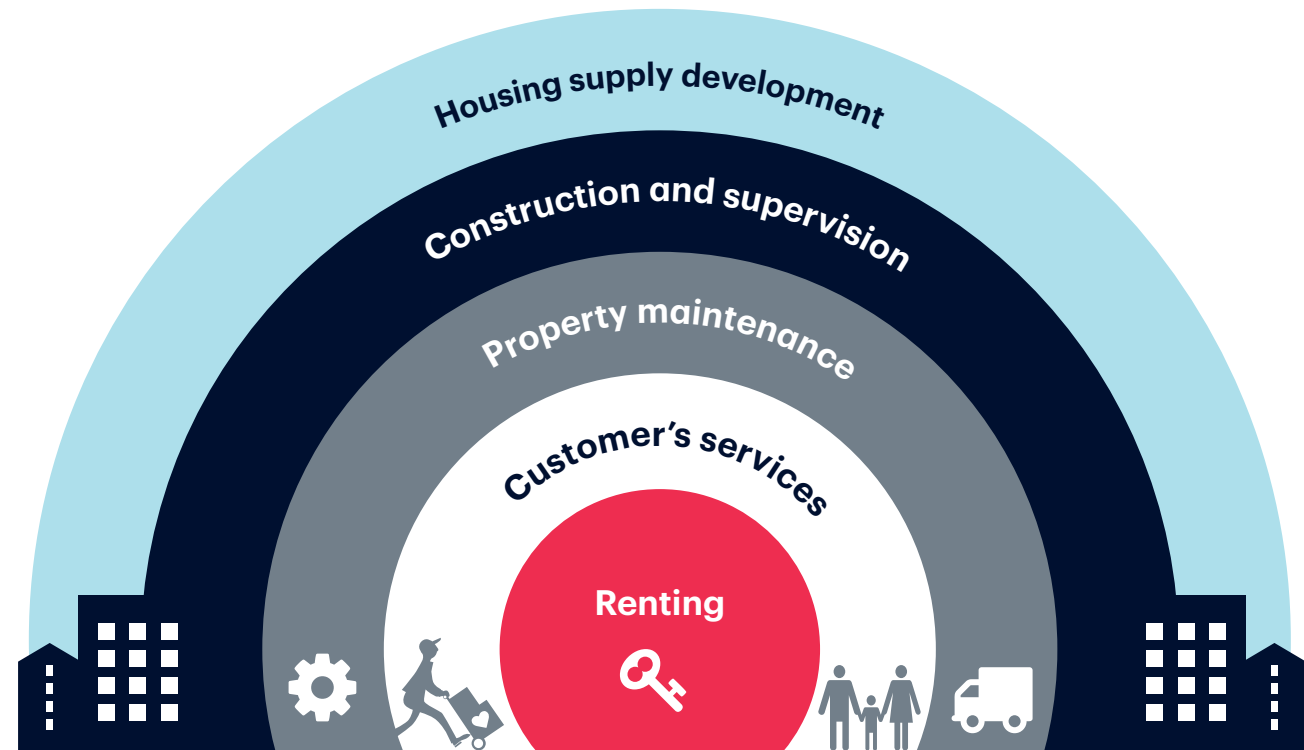 Housing supply development
Construction and supervision
Property maintenance
Customer’s services
Renting